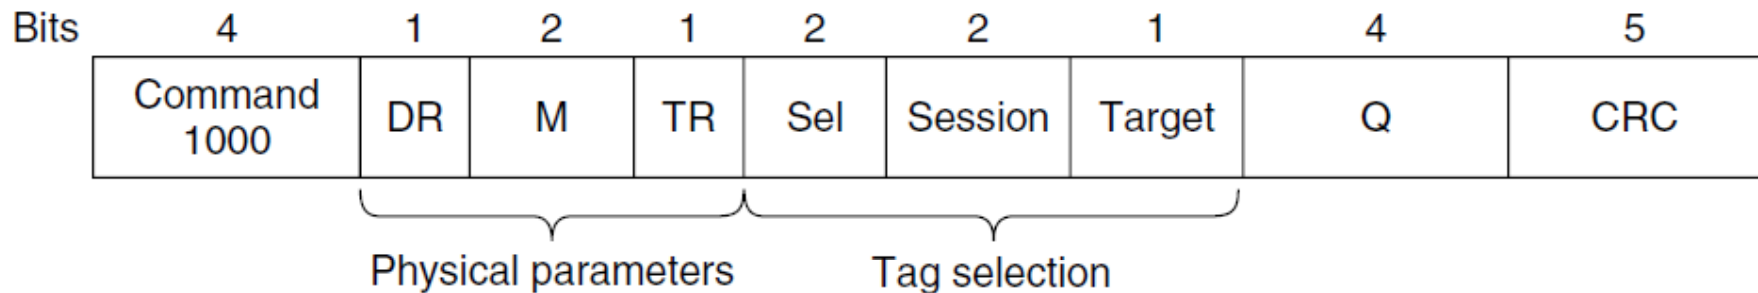 Bits 4 1 2 1 2 2 1 4 5
Command 1000 DR M TR Sel Session Target Q CRC
Physical parameters Tag selection